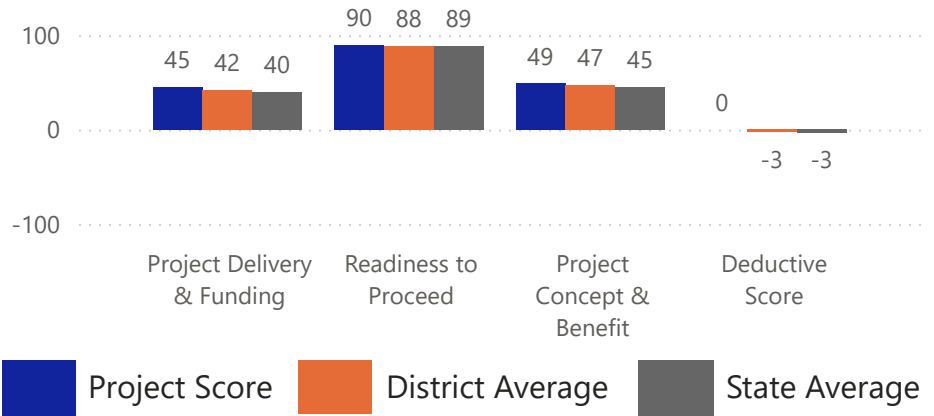 90 88 89
100
45 42 40
49 47 45
0
0
-3 -3
-100
Project Delivery
& Funding
Readiness to
Proceed
Project
Concept &
Benefit
Deductive
Score
Project Score
District Average
State Average